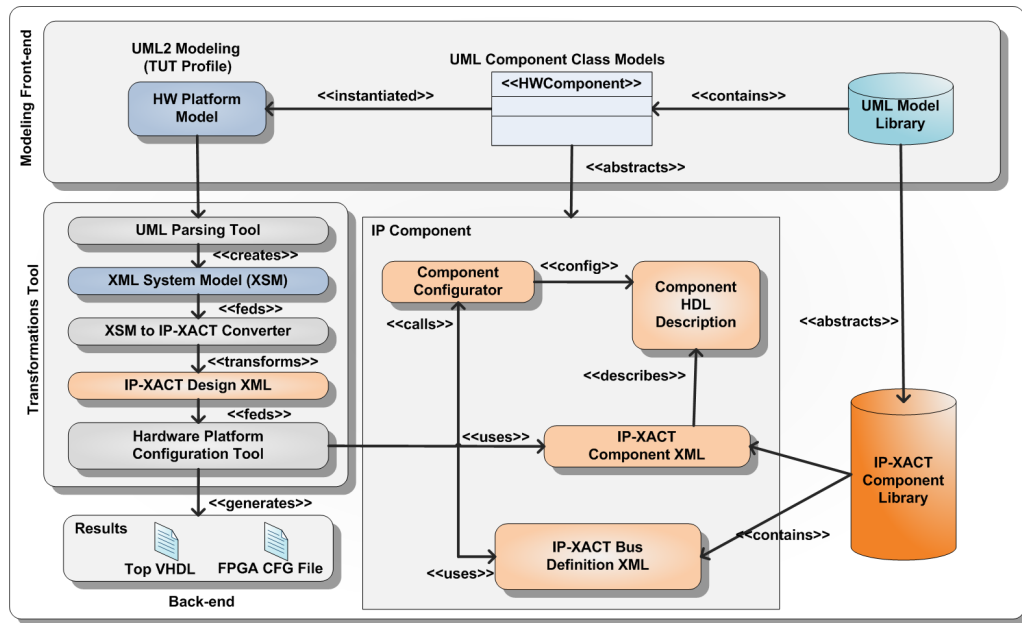 Modeling Front-end
UML2 Modeling
(TUT Profile)
HW Platform
Model
<<instantiated>>
UML Component Class Models
<<HWComponent>>
<<contains>>
UML Model
Library
<<abstracts>>
Transformations Tool
UML Parsing Tool
<<creates>>
XML System Model (XSM)
<<feds>>
XSM to IP-XACT Converter
<<transforms>>
IP-XACT Design XML
<<feds>>
Hardware Platform
Configuration Tool
<<generates>>
Results
Top VHDL
FPGA CFG File
Back-end
IP Component
Component
Configurator
<<config>>
Component
HDL
Description
<<calls>>
<<describes>>
<<uses>>
IP-XACT
Component XML
<<uses>>
IP-XACT Bus
Definition XML
<<contains>>
<<abstracts>>
IP-XACT
Component
Library